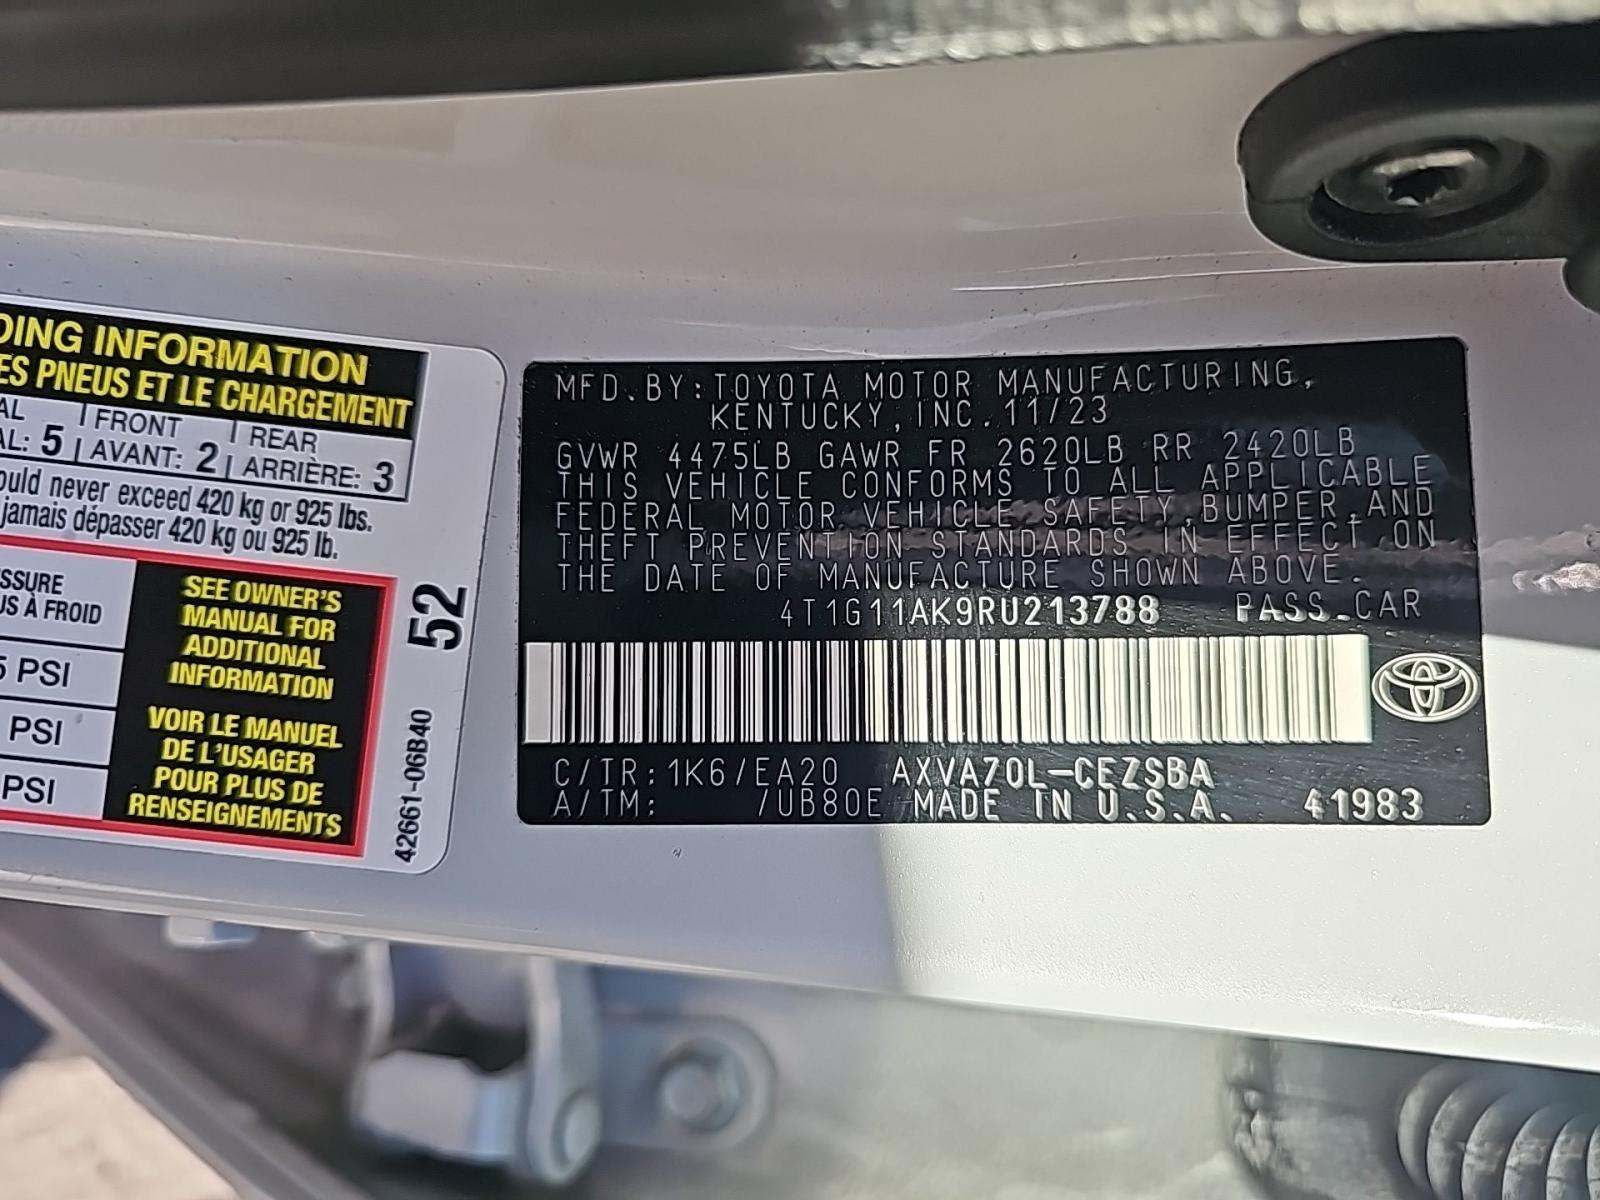 DING INFORMATION
ES PNEUS ET LE CHARGEMENT
AL | FRONT | REAR
AL: 5 | AVANT: 2 | ARRIÈRE: 3
ould never exceed 420 kg or 925 lbs.
jamais dépasser 420 kg ou 925 lb.
SSURE
US À FROID
5 PSI
PSI
PSI
SEE OWNER'S
MANUAL FOR
ADDITIONAL
INFORMATION
VOIR LE MANUEL
DE L'USAGER
POUR PLUS DE
RENSEIGNEMENTS
52
42661-06B40
MFD.BY:TOYOTA MOTOR MANUFACTURING,
KENTUCKY,INC.11/23
GVWR 4475LB GAWR FR 2620LB RR 2420LB
THIS VEHICLE CONFORMS TO ALL APPLICABLE
FEDERAL MOTOR VEHICLE SAFETY,BUMPER,AND
THEFT PREVENTION STANDARDS IN EFFECT ON
THE DATE OF MANUFACTURE SHOWN ABOVE.
4T1G11AK9RU213788 PASS.CAR
C/TR:1K6/EA20 AXVA70L-CEZSBA
A/TM: /UB80E MADE IN U.S.A. 41983